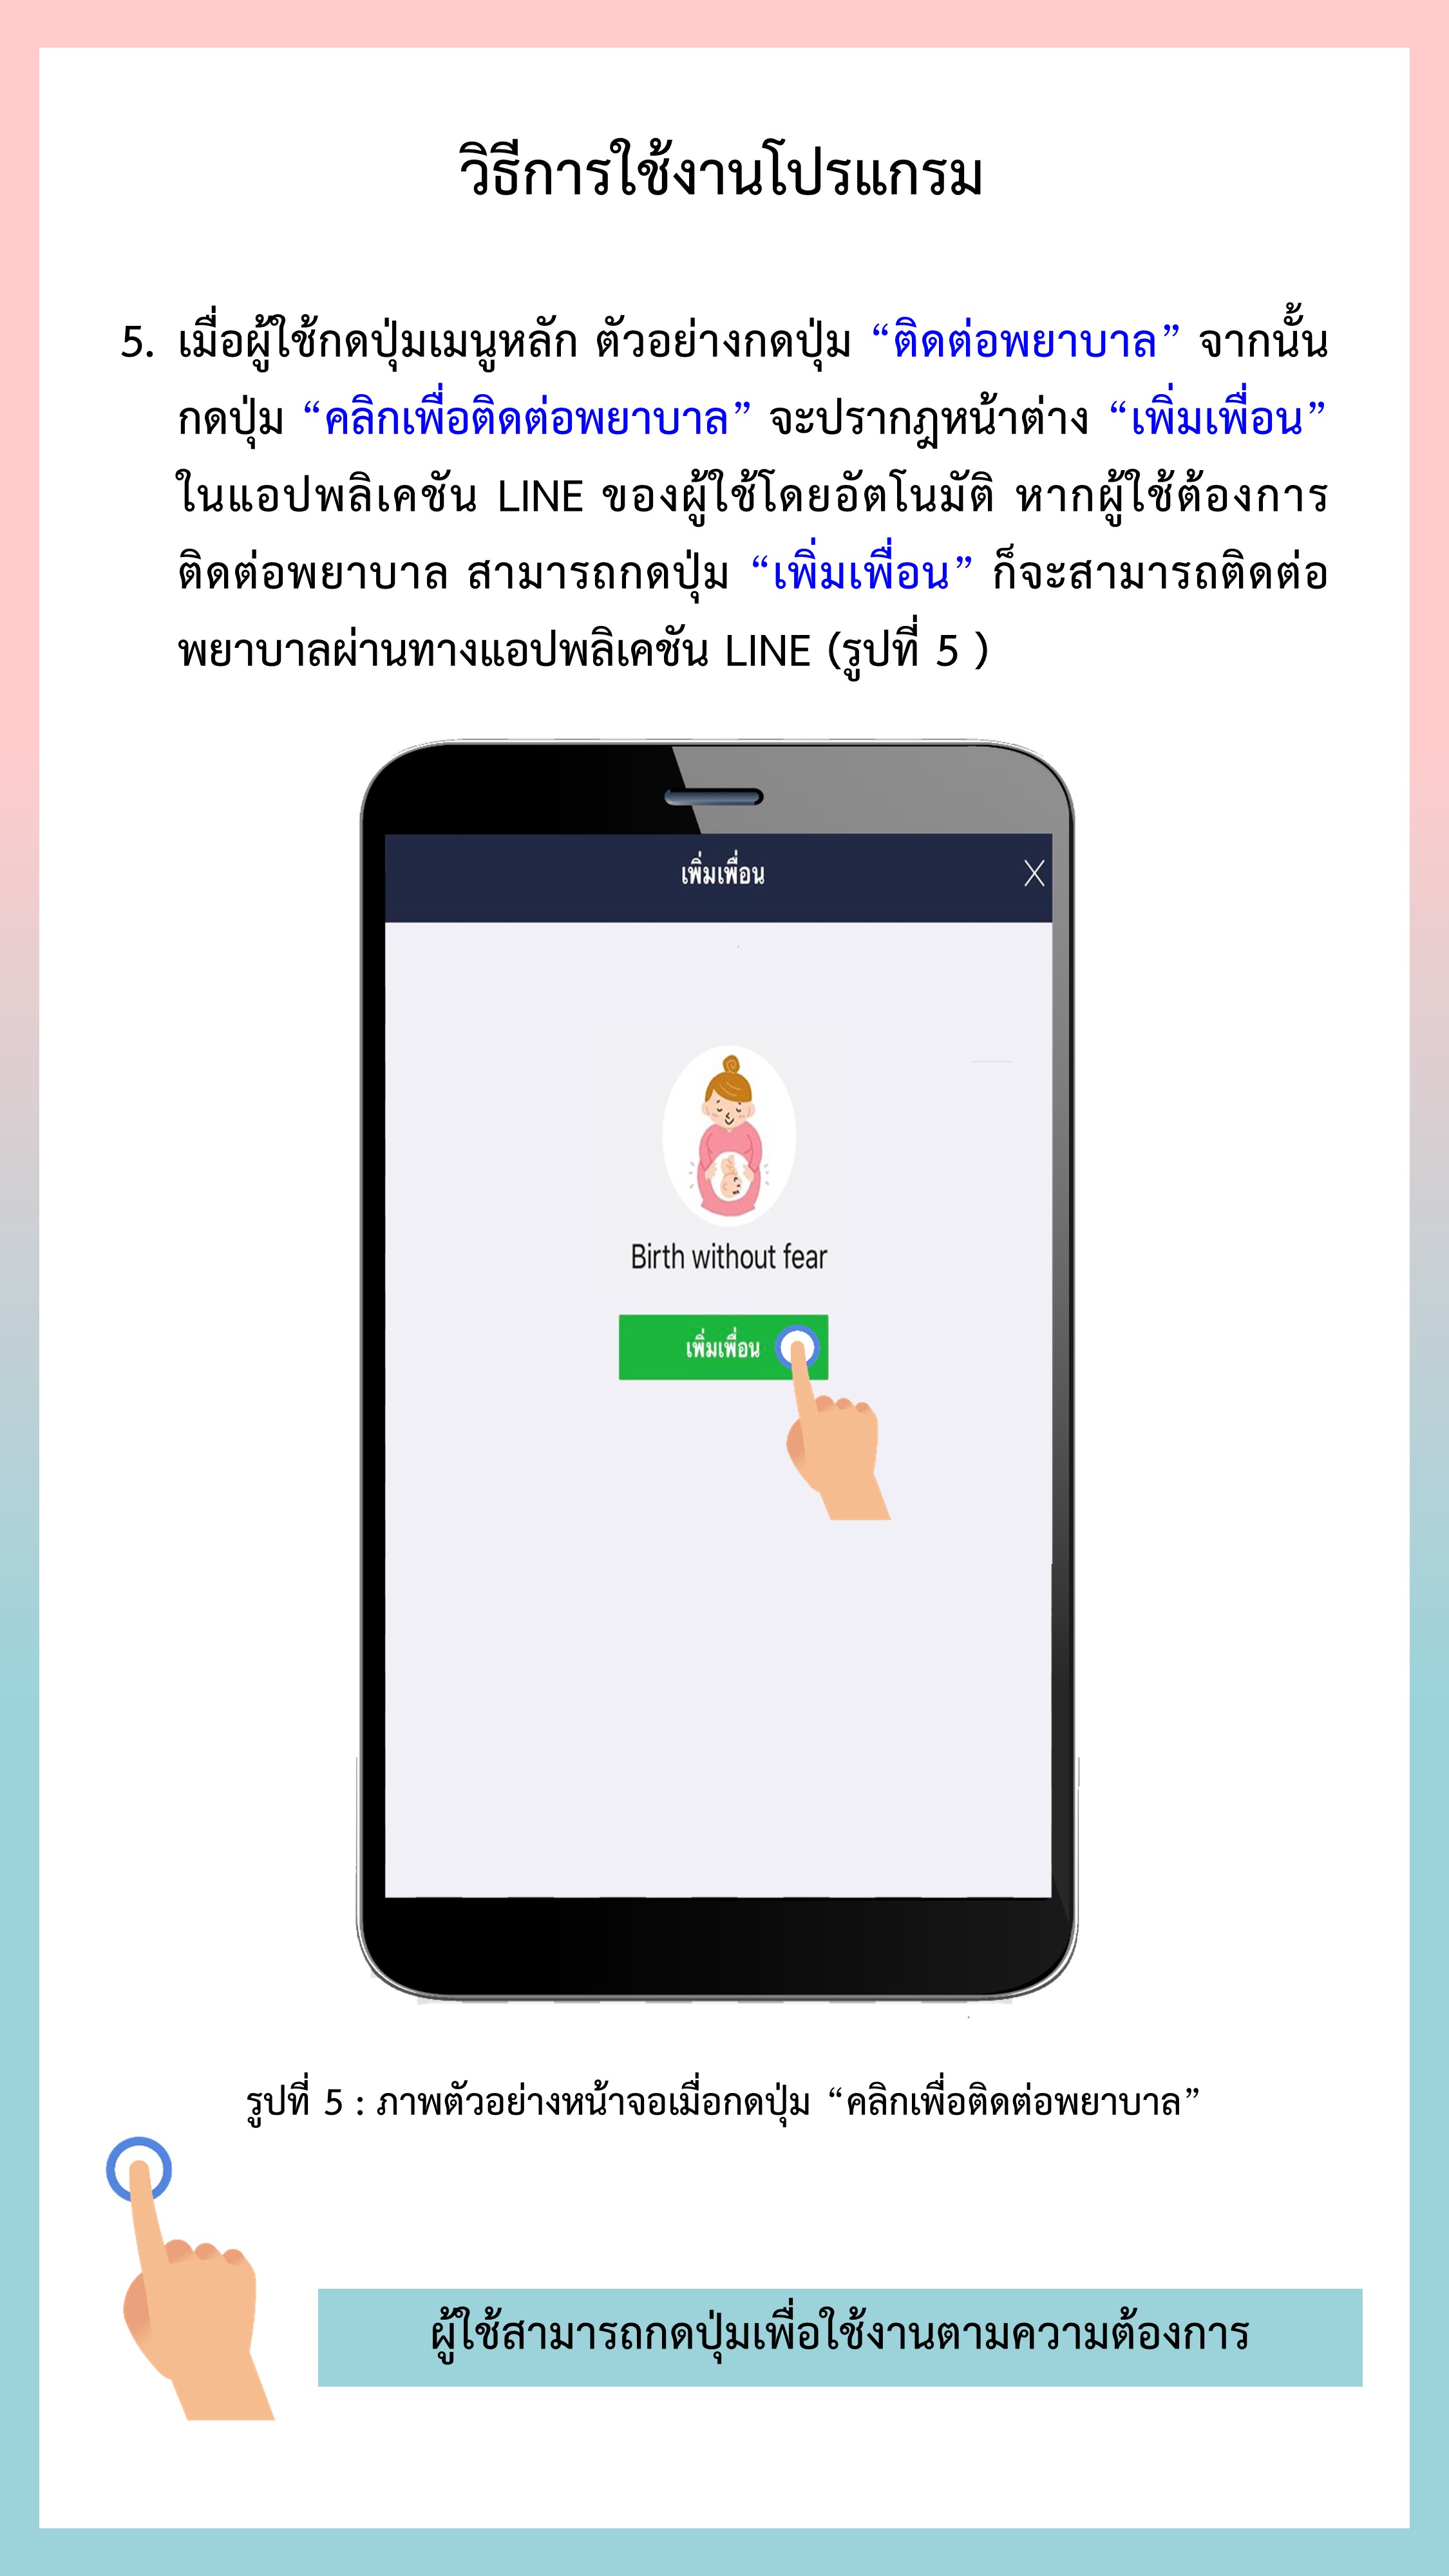 วิธีการใช้งานโปรแกรม
5. เมื่อผู้ใช้กดปุ่มเมนูหลัก ตัวอย่างกดปุ่ม “ติดต่อพยาบาล” จากนั้น
กดปุ่ม “คลิกเพื่อติดต่อพยาบาล” จะปรากฎหน้าต่าง “เพิ่มเพื่อน”
ในแอปพลิเคชัน LINE ของผู้ใช้โดยอัตโนมัติ หากผู้ใช้ต้องการ
ติดต่อพยาบาล สามารถกดปุ่ม “เพิ่มเพื่อน” ก็จะสามารถติดต่อ
พยาบาลผ่านทางแอปพลิเคชัน LINE (รูปที่ 5 )
เพิ่มเพื่อน X
Birth without fear
เพิ่มเพื่อน
รูปที่ 5 : ภาพตัวอย่างหน้าจอเมื่อกดปุ่ม “คลิกเพื่อติดต่อพยาบาล”
ผู้ใช้สามารถกดปุ่มเพื่อใช้งานตามความต้องการ